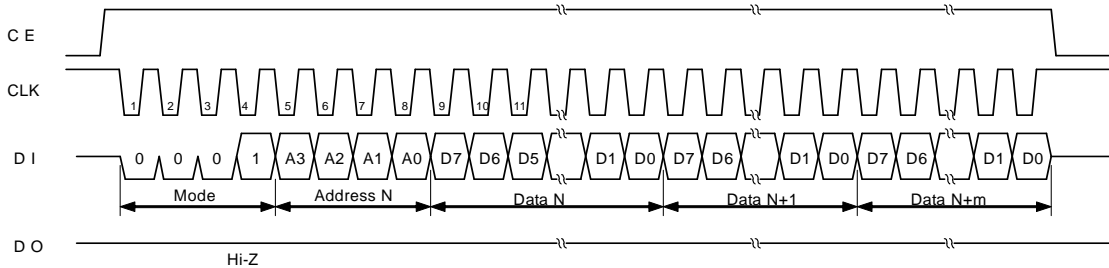 C E
CLK
1 2 3 4 5 6 7 8 9 10 11
D I
0 0 0 1 A3 A2 A1 A0 D7 D6 D5 D1 D0 D7 D6 D1 D0 D7 D6 D1 D0
Mode Address N Data N Data N+1 Data N+m
D O
Hi-Z